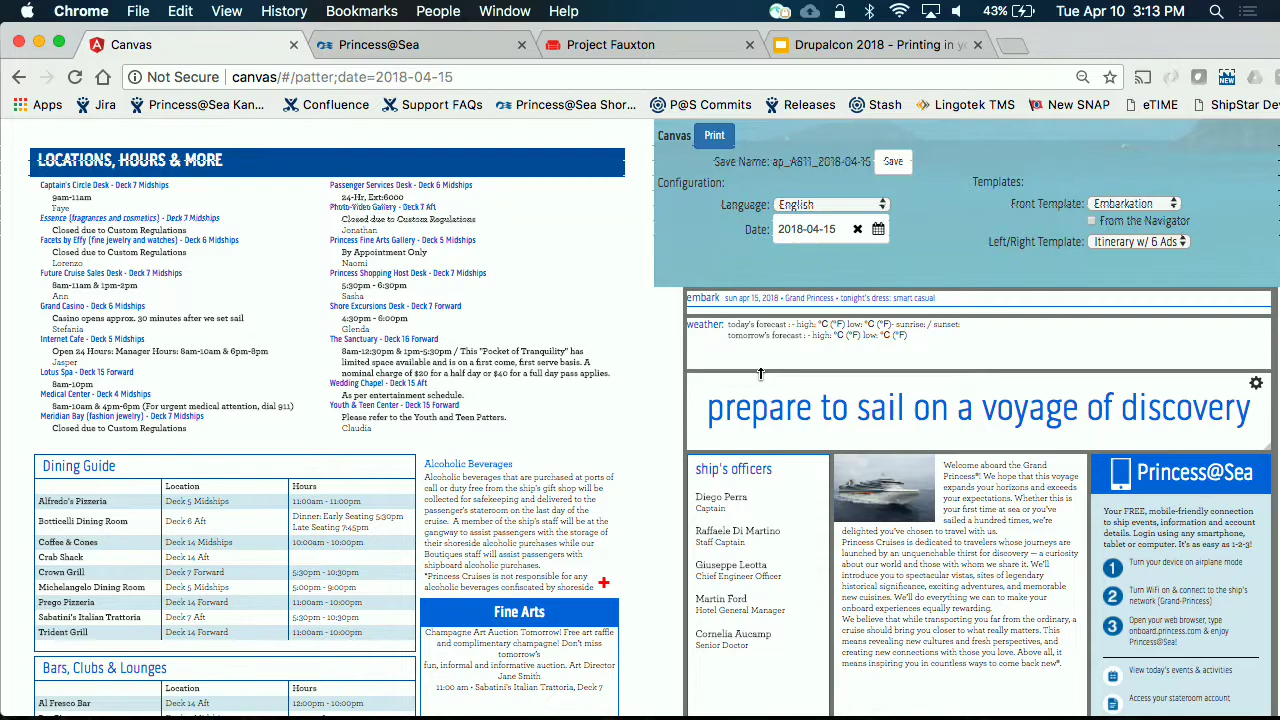 Chrome File Edit View History Bookmarks People Window Help 43% Tue Apr 10 3:13 PM
Canvas Princess@Sea Project Fauxton Drupalcon 2018 - Printing in y
Not Secure canvas/#/patter;date=2018-04-15
Apps Jira Princess@Sea Kan... Confluence Support FAQs Princess@Sea Shor... P@S Commits Releases Stash Lingotek TMS New SNAP eTIME ShipStar De
LOCATIONS, HOURS & MORE
Captain's Circle Desk - Deck 7 Midships
9am-11am
Faye
Essence (fragrances and cosmetics) - Deck 7 Midships
Closed due to Custom Regulations
Facets by Effy (fine jewelry and watches) - Deck 6 Midships
Closed due to Custom Regulations
Lorenzo
Future Cruise Sales Desk - Deck 7 Midships
8am-11am & 1pm-2pm
Ann
Grand Casino - Deck 6 Midships
Casino opens approx. 30 minutes after we set sail
Stefania
Internet Cafe - Deck 5 Midships
Open 24 Hours: Manager Hours: 8am-10am & 6pm-8pm
Jasper
Lotus Spa - Deck 15 Forward
8am-10pm
Medical Center - Deck 4 Midships
8am-10am & 4pm-6pm (For urgent medical attention, dial 911)
Meridian Bay (fashion jewelry) - Deck 7 Midships
Closed due to Custom Regulations
Passenger Services Desk - Deck 6 Midships
24-Hr, Ext:6000
Photo-Video Gallery - Deck 7 Aft
Closed due to Custom Regulations
Jonathan
Princess Fine Arts Gallery - Deck 5 Midships
By Appointment Only
Naomi
Princess Shopping Host Desk - Deck 7 Midships
5:30pm - 6:30pm
Sasha
Shore Excursions Desk - Deck 7 Forward
4:30pm - 6:00pm
Glenda
The Sanctuary - Deck 16 Forward
8am-12:30pm & 1pm-5:30pm / This "Pocket of Tranquility" has
limited space available and is on a first come, first serve basis. A
nominal charge of $20 for a half day or $40 for a full day pass applies.
Wedding Chapel - Deck 15 Aft
As per entertainment schedule.
Youth & Teen Center - Deck 15 Forward
Please refer to the Youth and Teen Patters.
Claudia
Dining Guide
Location Hours
Alfredo's Pizzeria Deck 5 Midships 11:00am - 11:00pm
Botticelli Dining Room Deck 6 Aft Dinner: Early Seating 5:30pm
Late Seating 7:45pm
Coffee & Cones Deck 14 Midships 10:00am - 10:00pm
Crab Shack Deck 14 Aft
Crown Grill Deck 7 Forward 5:30pm - 10:30pm
Michelangelo Dining Room Deck 5 Midships 5:00pm - 9:00pm
Prego Pizzeria Deck 14 Forward 11:00am - 10:00pm
Sabatini's Italian Trattoria Deck 7 Aft 5:30pm - 10:30pm
Trident Grill Deck 14 Forward 11:00am - 10:00pm
Bars, Clubs & Lounges
Location Hours
Al Fresco Bar Deck 14 Aft 12:00pm - 10:00pm
Alcoholic Beverages
Alcoholic beverages that are purchased at ports of
call or duty free from the ship's gift shop will be
collected for safekeeping and delivered to the
passenger's stateroom on the last day of the
cruise. A member of the ship's staff will be at the
gangway to assist passengers with the storage of
their shoreside alcoholic purchases while our
Boutiques staff will assist passengers with
shipboard alcoholic purchases.
*Princess Cruises is not responsible for any
alcoholic beverages confiscated by shoreside
Fine Arts
Champagne Art Auction Tomorrow! Free art raffle
and complimentary champagne! Don't miss
tomorrow's
fun, informal and informative auction. Art Director
Jane Smith
11:00 am • Sabatini's Italian Trattoria, Deck 7
Canvas Print
Save Name: ap_A811_2018-04-15 Save
Configuration:
Language: English
Date: 2018-04-15
Templates:
Front Template: Embarkation
From the Navigator
Left/Right Template: Itinerary w/ 6 Ads
embark sun apr 15, 2018 • Grand Princess • tonight's dress: smart casual
weather: today's forecast : - high: °C (°F) low: °C (°F)- sunrise: / sunset:
tomorrow's forecast : - high: °C (°F) low: °C (°F)
prepare to sail on a voyage of discovery
ship's officers
Diego Perra
Captain
Raffaele Di Martino
Staff Captain
Giuseppe Leotta
Chief Engineer Officer
Martin Ford
Hotel General Manager
Cornelia Aucamp
Senior Doctor
Welcome aboard the Grand
Princess®! We hope that this voyage
expands your horizons and exceeds
your expectations. Whether this is
your first time at sea or you've
sailed a hundred times, we're
delighted you've chosen to travel with us.
Princess Cruises is dedicated to travelers whose journeys are
launched by an unquenchable thirst for discovery — a curiosity
about our world and those with whom we share it. We'll
introduce you to spectacular vistas, sites of legendary
historical significance, exciting adventures, and memorable
new cuisines. We'll do everything we can to make your
onboard experiences equally rewarding.
We believe that while transporting you far from the ordinary, a
cruise should bring you closer to what really matters. This
means revealing new cultures and fresh perspectives, and
creating new connections with those you love. Above all, it
means inspiring you in countless ways to come back new®.
Princess@Sea
Your FREE, mobile-friendly connection
to ship events, information and account
details. Login using any smartphone,
tablet or computer. It's as easy as 1-2-3!
1 Turn your device on airplane mode
2 Turn WiFi on & connect to the ship's
network (Grand-Princess)
3 Open your web browser, type
onboard.princess.com & enjoy
Princess@Sea!
View today's events & activities
Access your stateroom account